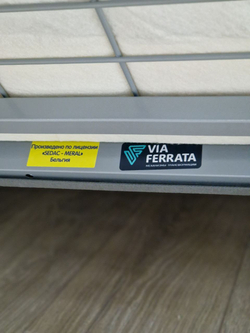 Произведено по лицензии
«SEDAC - MERAL»
Бельгия
VIA
FERRATA